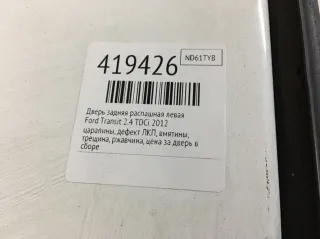 419426
ND61TYB
Дверь задняя распашная левая
Ford Transit 2.4 TDCi 2012
царапины, дефект ЛКП, вмятины,
трещина, ржавчина, цена за дверь в
сборе